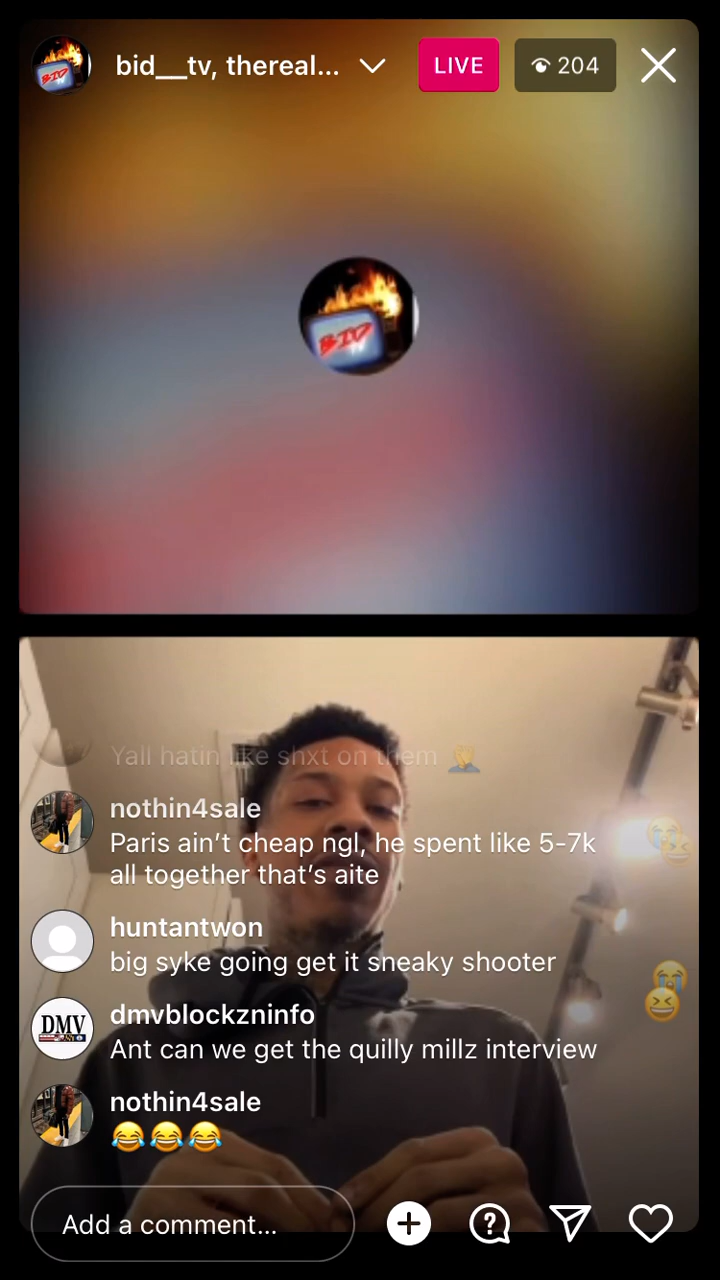 BID
bid__tv, thereal...
LIVE
204
BID
Yall hatin like shxt on them 🤦
nothin4sale
Paris ain't cheap ngl, he spent like 5-7k
all together that's aite
huntantwon
big syke going get it sneaky shooter
DMV
dmvblockzninfo
Ant can we get the quilly millz interview
nothin4sale
😂😂😂
Add a comment...